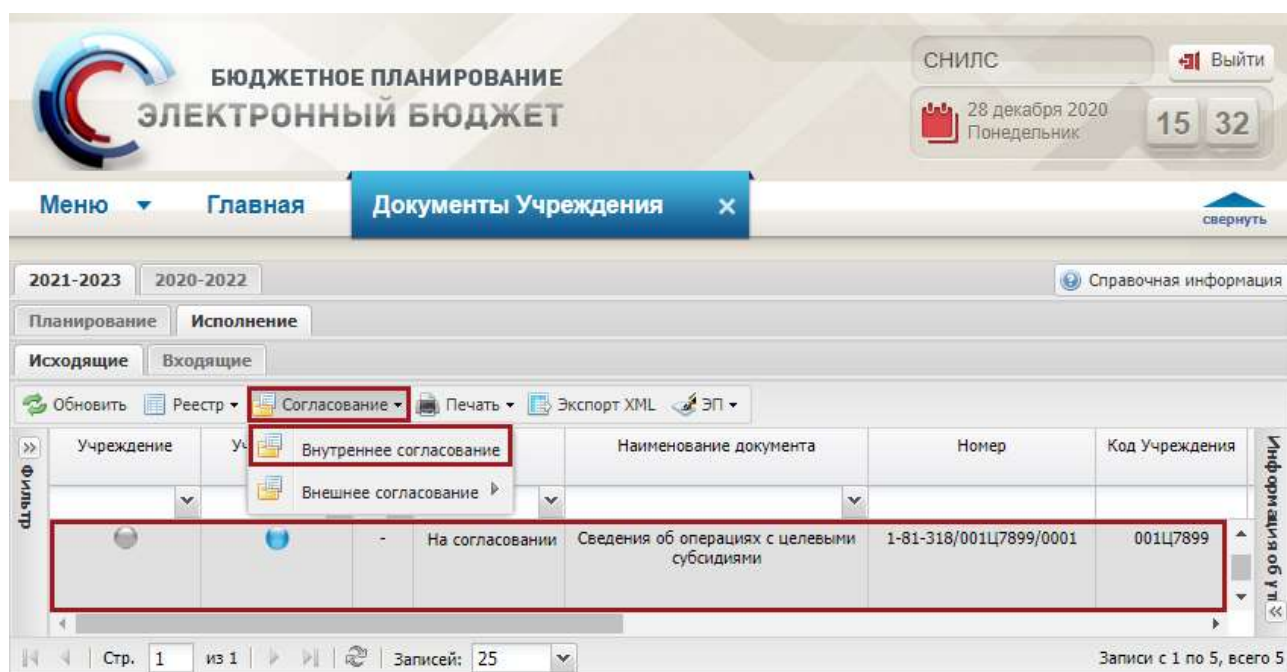 БЮДЖЕТНОЕ ПЛАНИРОВАНИЕ
ЭЛЕКТРОННЫЙ БЮДЖЕТ
СНИЛС
Выйти
28 декабря 2020
Понедельник
15 32
Меню Главная Документы Учреждения
свернуть
2021-2023 2020-2022 Справочная информация
Планирование Исполнение
Исходящие Входящие
Обновить Реестр Согласование Печать Экспорт XML ЭП
Учреждение Наименование документа Номер Код Учреждения
Внутреннее согласование
Внешнее согласование
Фильтр
- На согласовании Сведения об операциях с целевыми 1-81-318/001Ц7899/0001 001Ц7899
субсидиями
Информация об
Стр. 1 из 1 Записей: 25 Записи с 1 по 5, всего 5